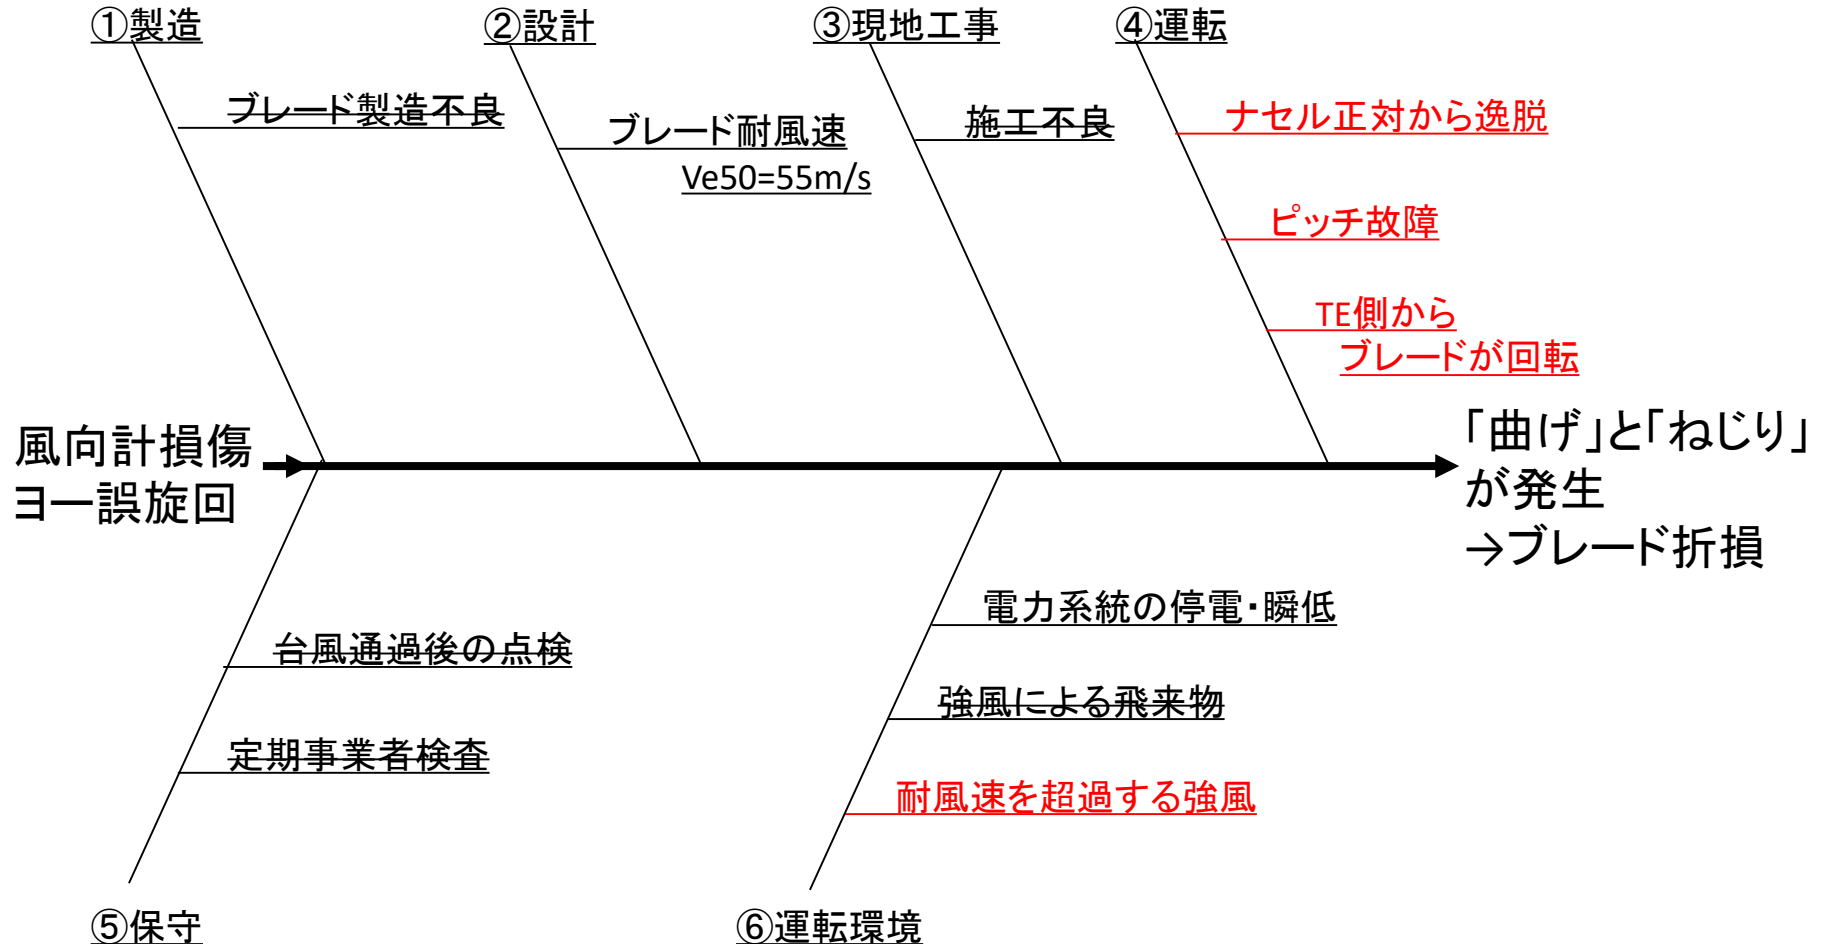 ①製造
②設計
③現地工事
④運転
ブレード製造不良
ブレード耐風速
Ve50=55m/s
施工不良
ナセル正対から逸脱
ピッチ故障
TE側から
ブレードが回転
風向計損傷
ヨー誤旋回
「曲げ」と「ねじり」
が発生
→ブレード折損
台風通過後の点検
定期事業者検査
電力系統の停電・瞬低
強風による飛来物
耐風速を超過する強風
⑤保守
⑥運転環境